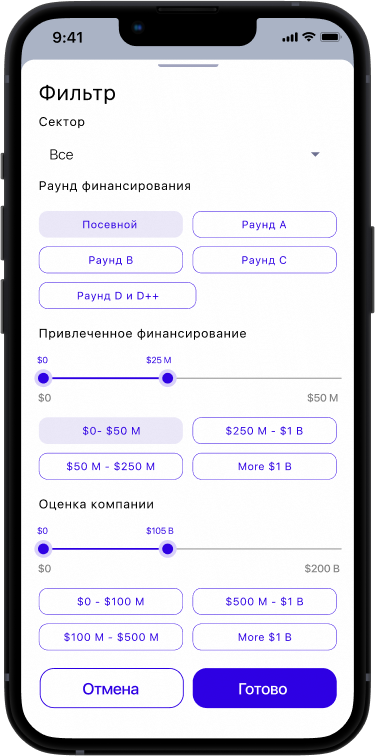 9:41
Фильтр
Сектор
Все
Раунд финансирования
Посевной
Раунд A
Раунд B
Раунд C
Раунд D и D++
Привлеченное финансирование
$0
$25 M
$0
$50 M
$0- $50 M
$250 M - $1 B
$50 M - $250 M
More $1 B
Оценка компании
$0
$105 B
$0
$200 B
$0 - $100 M
$500 M - $1 B
$100 M - $500 M
More $1 B
Отмена
Готово